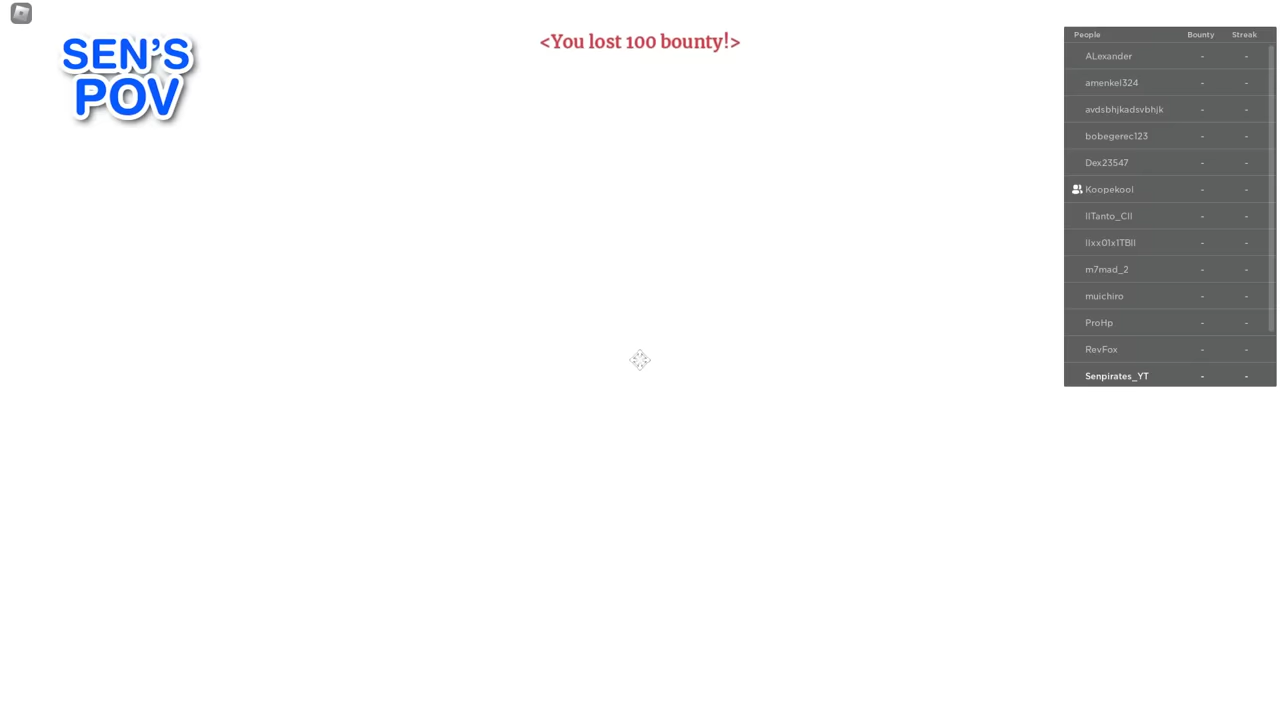 SEN'S
POV
<You lost 100 bounty!>
People Bounty Streak
ALexander - -
amenkel324 - -
avdsbhjkadsvbhjk - -
bobegerec123 - -
Dex23547 - -
Koopekool - -
llTanto_Cll - -
llxx01x1TBll - -
m7mad_2 - -
muichiro - -
ProHp - -
RevFox - -
Senpirates_YT - -